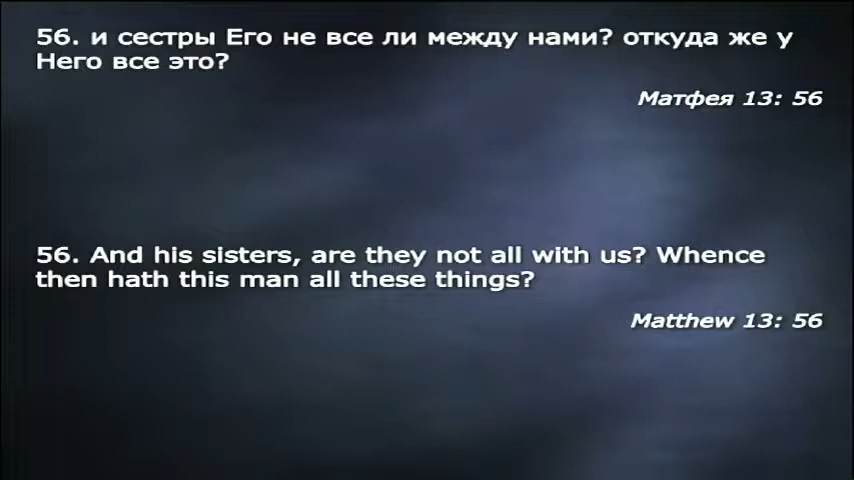 56. и сестры Его не все ли между нами? откуда же у
Него все это?
Матфея 13: 56
56. And his sisters, are they not all with us? Whence
then hath this man all these things?
Matthew 13: 56